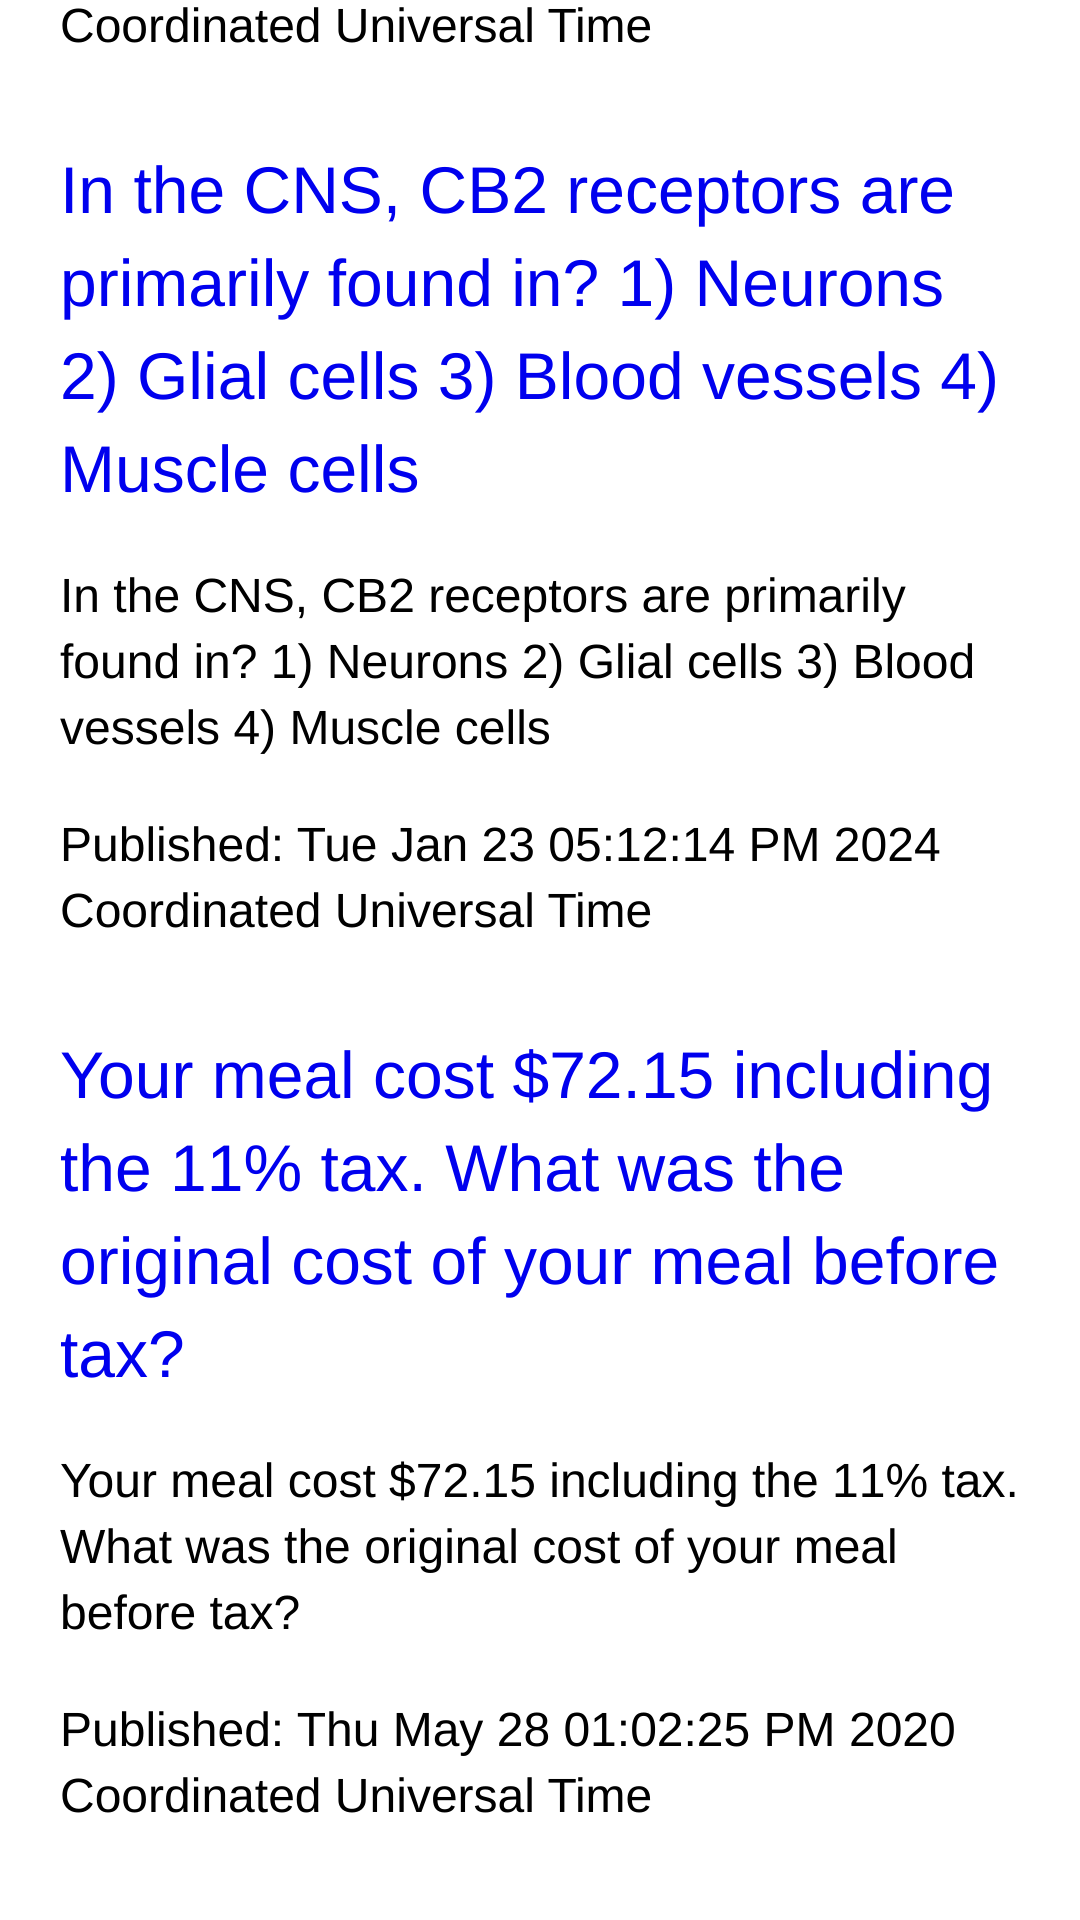 Coordinated Universal Time
In the CNS, CB2 receptors are
primarily found in? 1) Neurons
2) Glial cells 3) Blood vessels 4)
Muscle cells
In the CNS, CB2 receptors are primarily
found in? 1) Neurons 2) Glial cells 3) Blood
vessels 4) Muscle cells
Published: Tue Jan 23 05:12:14 PM 2024
Coordinated Universal Time
Your meal cost $72.15 including
the 11% tax. What was the
original cost of your meal before
tax?
Your meal cost $72.15 including the 11% tax.
What was the original cost of your meal
before tax?
Published: Thu May 28 01:02:25 PM 2020
Coordinated Universal Time